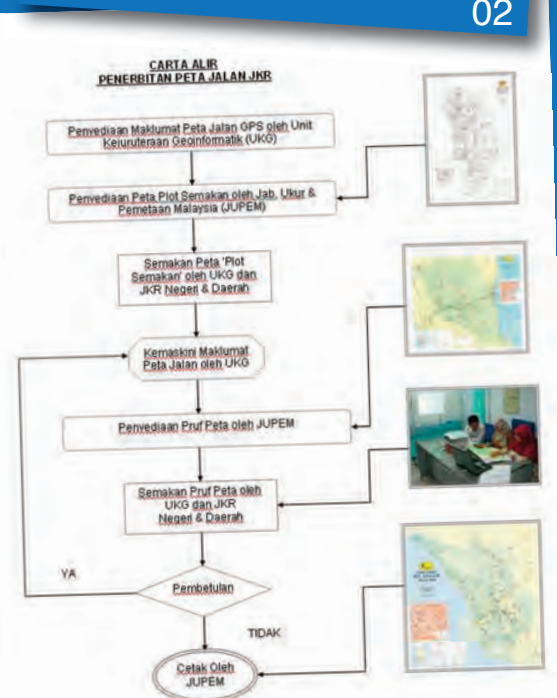 02
CARTA ALIR
PENERBITAN PETA JALAN JKR
Penyediaan Maklumat Peta Jalan GPS oleh Unit
Kejuruteraan Geoinformatik (UKG)
Penyediaan Peta Plot Semakan oleh Jab. Ukur &
Pemetaan Malaysia (JUPEM)
Semakan Peta 'Plot
Semakan' oleh UKG dan
JKR Negeri & Daerah
Kemaskini Maklumat
Peta Jalan oleh UKG
Penyediaan Pruf Peta oleh JUPEM
Semakan Pruf Peta oleh
UKG dan JKR
Negeri & Daerah
YA
Pembetulan
TIDAK
Cetak Oleh
JUPEM